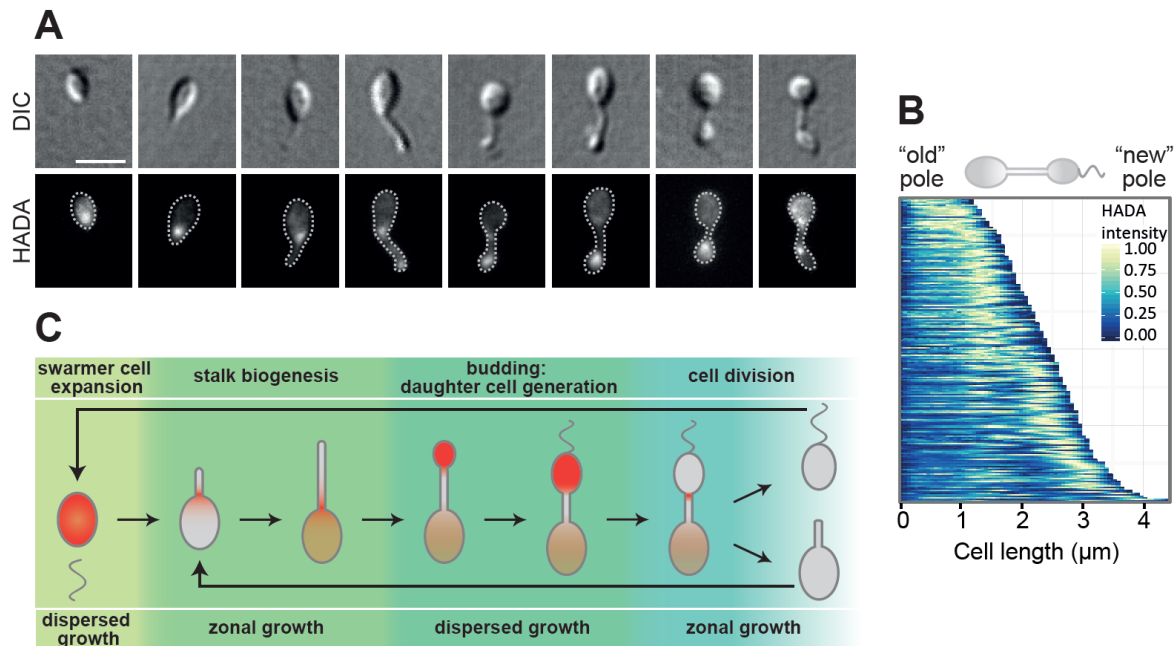 A
DIC
HADA
B
"old"
pole
"new"
pole
HADA
intensity
1.00
0.75
0.50
0.25
0.00
0 1 2 3 4
Cell length (µm)
C
swarmer cell
expansion
stalk biogenesis
budding:
daughter cell generation
cell division
dispersed
growth
zonal growth
dispersed growth
zonal growth